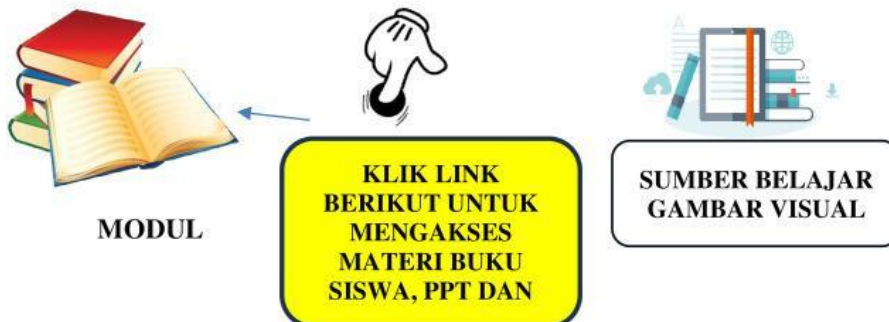 MODUL
KLIK LINK
BERIKUT UNTUK
MENGAKSES
MATERI BUKU
SISWA, PPT DAN
SUMBER BELAJAR
GAMBAR VISUAL